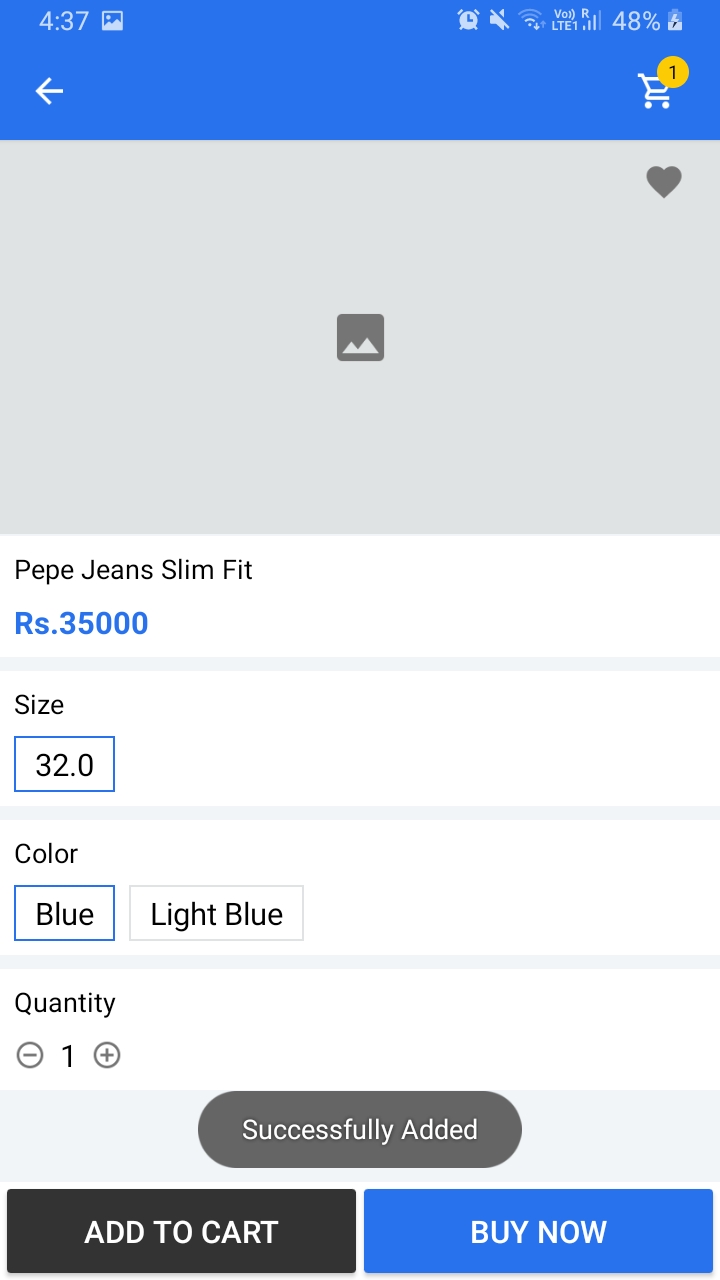 4:37 Vo) R LTE1 48%
1
Pepe Jeans Slim Fit
Rs.35000
Size
32.0
Color
Blue Light Blue
Quantity
1
Successfully Added
ADD TO CART BUY NOW